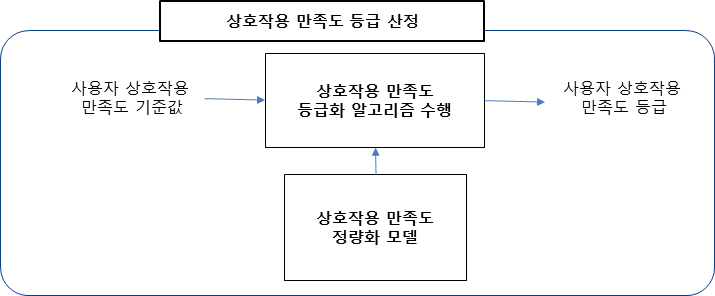 상호작용 만족도 등급 산정
사용자 상호작용
만족도 기준값
상호작용 만족도
등급화 알고리즘 수행
사용자 상호작용
만족도 등급
상호작용 만족도
정량화 모델